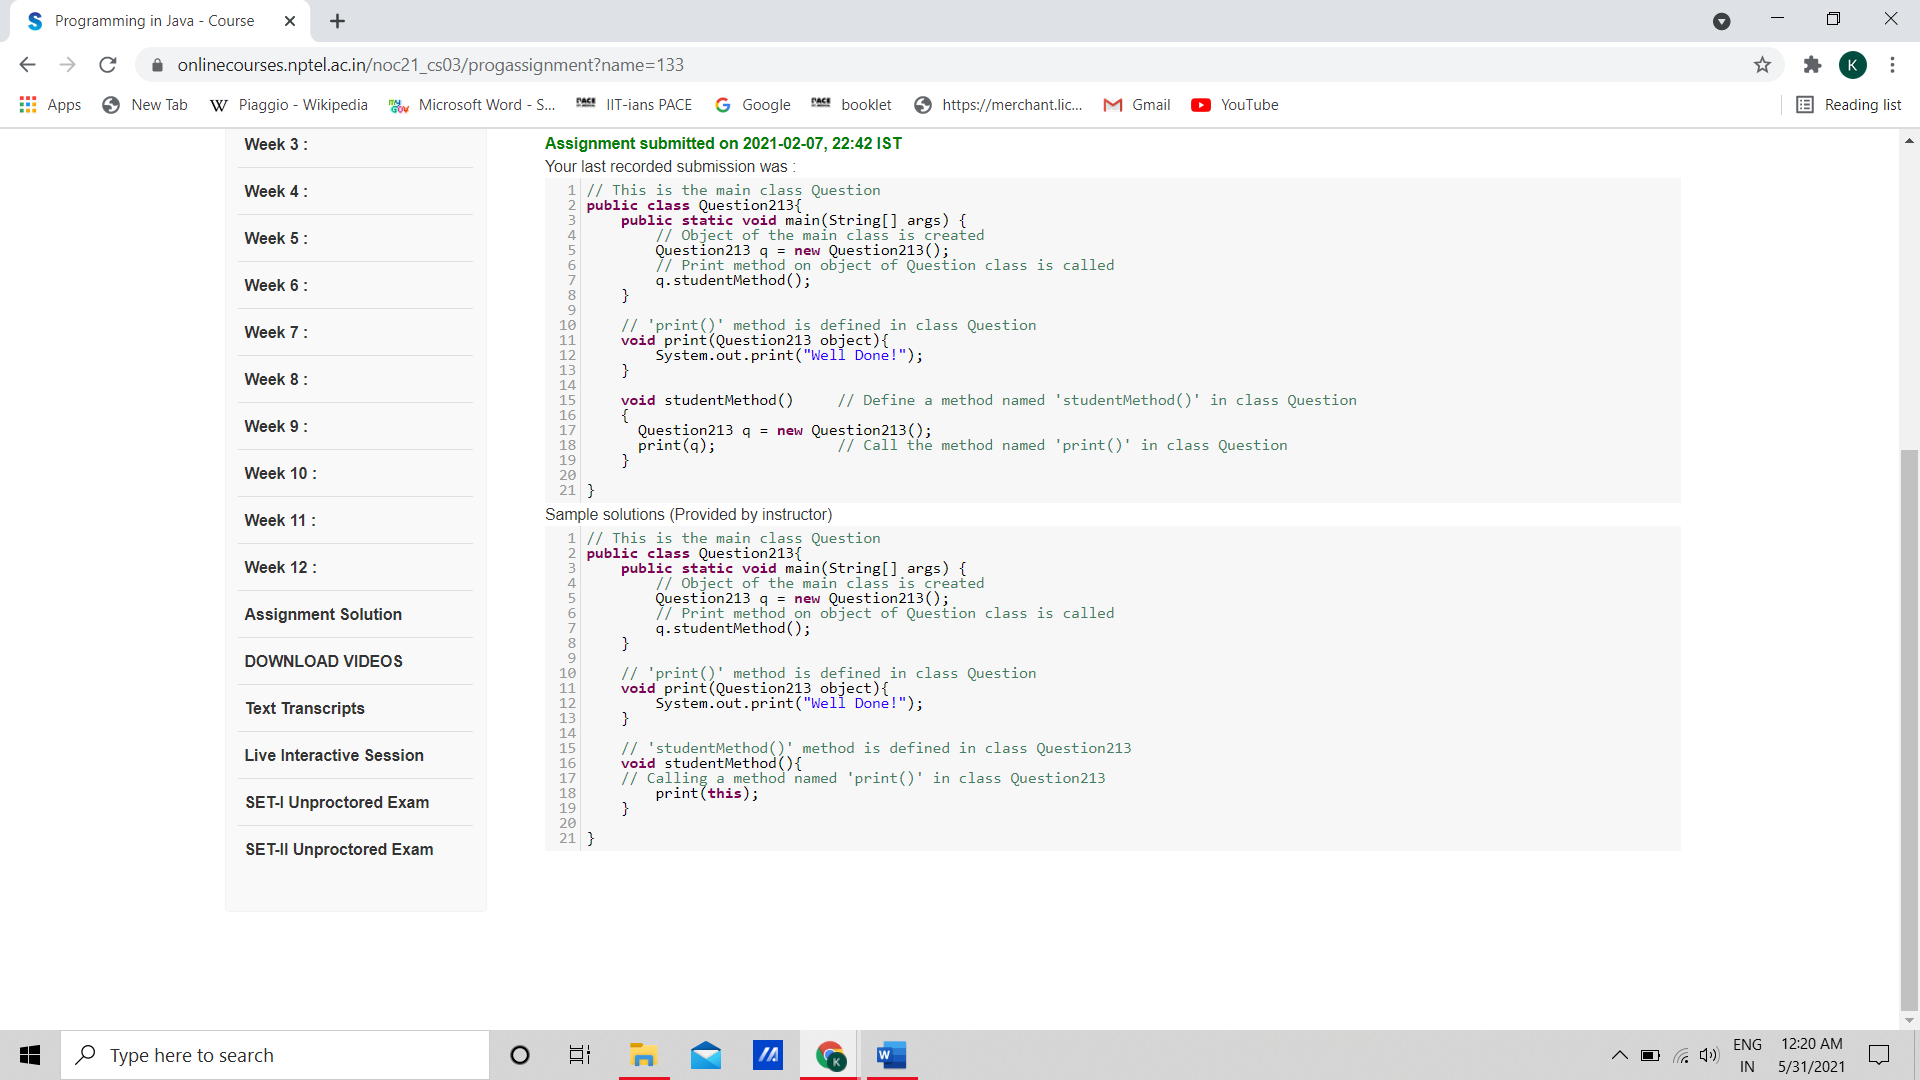 Programming in Java - Course
onlinecourses.nptel.ac.in/noc21_cs03/progassignment?name=133
K
Apps New Tab W Piaggio - Wikipedia Microsoft Word - S... PACE IIT-ians PACE G Google PACE booklet https://merchant.lic... Gmail YouTube Reading list
Week 3 :
Week 4 :
Week 5 :
Week 6 :
Week 7 :
Week 8 :
Week 9 :
Week 10 :
Week 11 :
Week 12 :
Assignment Solution
DOWNLOAD VIDEOS
Text Transcripts
Live Interactive Session
SET-I Unproctored Exam
SET-II Unproctored Exam
Assignment submitted on 2021-02-07, 22:42 IST
Your last recorded submission was :
1 // This is the main class Question
2 public class Question213{
3     public static void main(String[] args) {
4         // Object of the main class is created
5         Question213 q = new Question213();
6         // Print method on object of Question class is called
7         q.studentMethod();
8     }
9
10     // 'print()' method is defined in class Question
11     void print(Question213 object){
12         System.out.print("Well Done!");
13     }
14
15     void studentMethod()     // Define a method named 'studentMethod()' in class Question
16     {
17       Question213 q = new Question213();
18       print(q);              // Call the method named 'print()' in class Question
19     }
20
21 }
Sample solutions (Provided by instructor)
1 // This is the main class Question
2 public class Question213{
3     public static void main(String[] args) {
4         // Object of the main class is created
5         Question213 q = new Question213();
6         // Print method on object of Question class is called
7         q.studentMethod();
8     }
9
10     // 'print()' method is defined in class Question
11     void print(Question213 object){
12         System.out.print("Well Done!");
13     }
14
15     // 'studentMethod()' method is defined in class Question213
16     void studentMethod(){
17     // Calling a method named 'print()' in class Question213
18         print(this);
19     }
20
21 }
Type here to search
K
W
ENG
IN
12:20 AM
5/31/2021